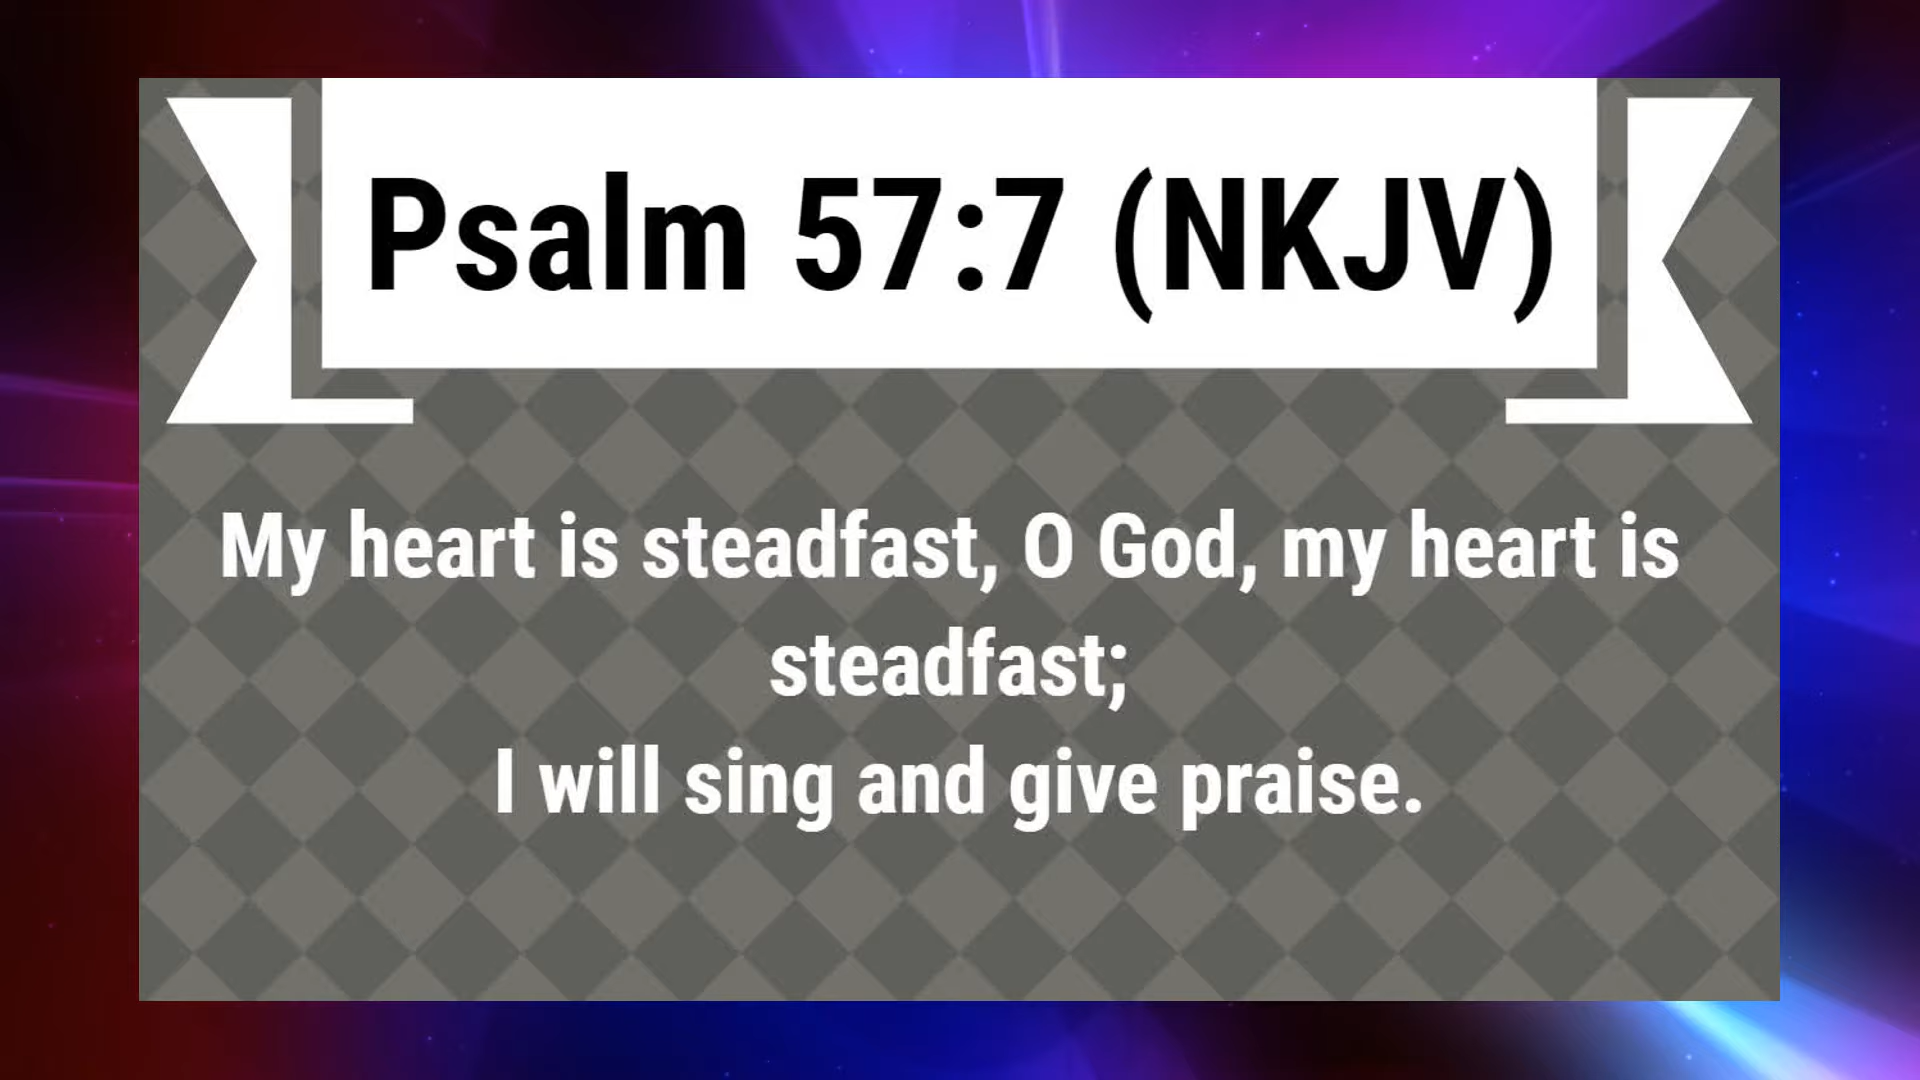 Psalm 57:7 (NKJV)
My heart is steadfast, O God, my heart is
steadfast;
I will sing and give praise.